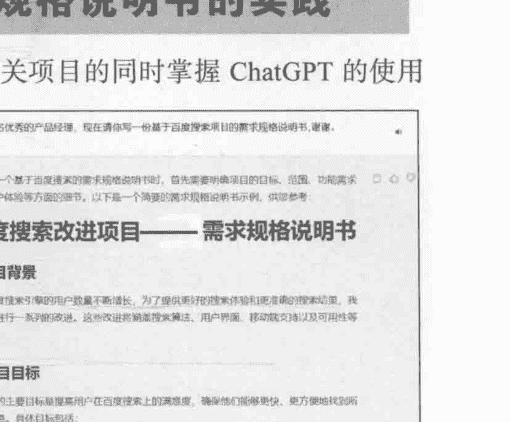 规格说明书的实践
关项目的同时掌握 ChatGPT 的使用
名优秀的产品经理，现在请你写一份基于百度搜索项目的需求规格说明书,谢谢。
一个基于百度搜索的需求规格说明书时，首先需要明确项目的目标、范围、功能需求
户体验等方面的细节。以下是一个简要的需求规格说明书示例，供您参考：
度搜索改进项目—— 需求规格说明书
目背景
度搜索引擎的用户数量不断增长，为了提供更好的搜索体验和更准确的搜索结果，我
进行一系列的改进。这些改进将涵盖搜索算法、用户界面、移动端支持以及可用性等
目目标
的主要目标是提高用户在百度搜索上的满意度，确保他们能够更快、更方便地找到所
息。具体目标包括：